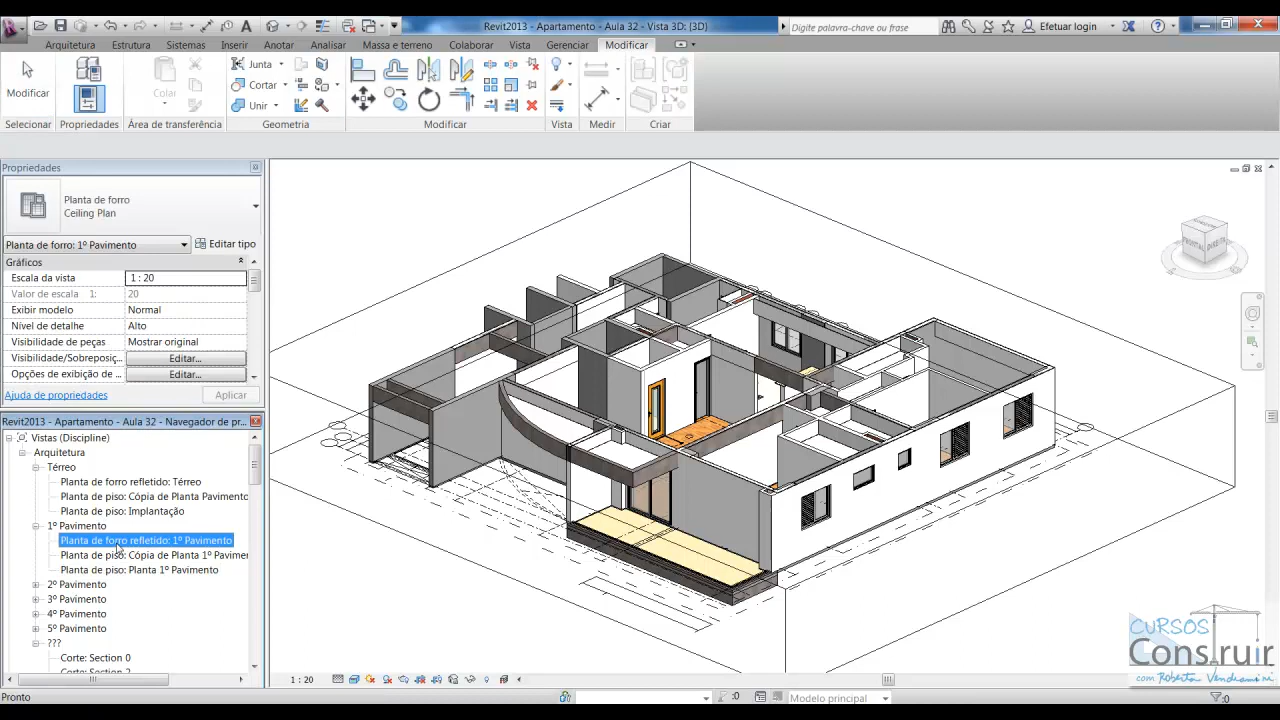 Revit2013 - Apartamento - Aula 32 - Vista 3D: {3D}
Digite palavra-chave ou frase
Efetuar login
Arquitetura Estrutura Sistemas Inserir Anotar Analisar Massa e terreno Colaborar Vista Gerenciar Modificar
Modificar
Colar
Junta
Cortar
Unir
Selecionar Propriedades Área de transferência Geometria Modificar Vista Medir Criar
Propriedades
Planta de forro
Ceiling Plan
Planta de forro: 1º Pavimento
Editar tipo
Gráficos
Escala da vista 1 : 20
Valor de escala 1: 20
Exibir modelo Normal
Nível de detalhe Alto
Visibilidade de peças Mostrar original
Visibilidade/Sobreposiç... Editar...
Opções de exibição de ... Editar...
Ajuda de propriedades Aplicar
Revit2013 - Apartamento - Aula 32 - Navegador de pr...
Vistas (Discipline)
Arquitetura
Térreo
Planta de forro refletido: Térreo
Planta de piso: Cópia de Planta Pavimento
Planta de piso: Implantação
1º Pavimento
Planta de forro refletido: 1º Pavimento
Planta de piso: Cópia de Planta 1º Pavimen
Planta de piso: Planta 1º Pavimento
2º Pavimento
3º Pavimento
4º Pavimento
5º Pavimento
???
Corte: Section 0
Corte: Section 2
1 : 20
Pronto
:0
Modelo principal
:0
CURSOS
Construir
com Roberta Vendramini